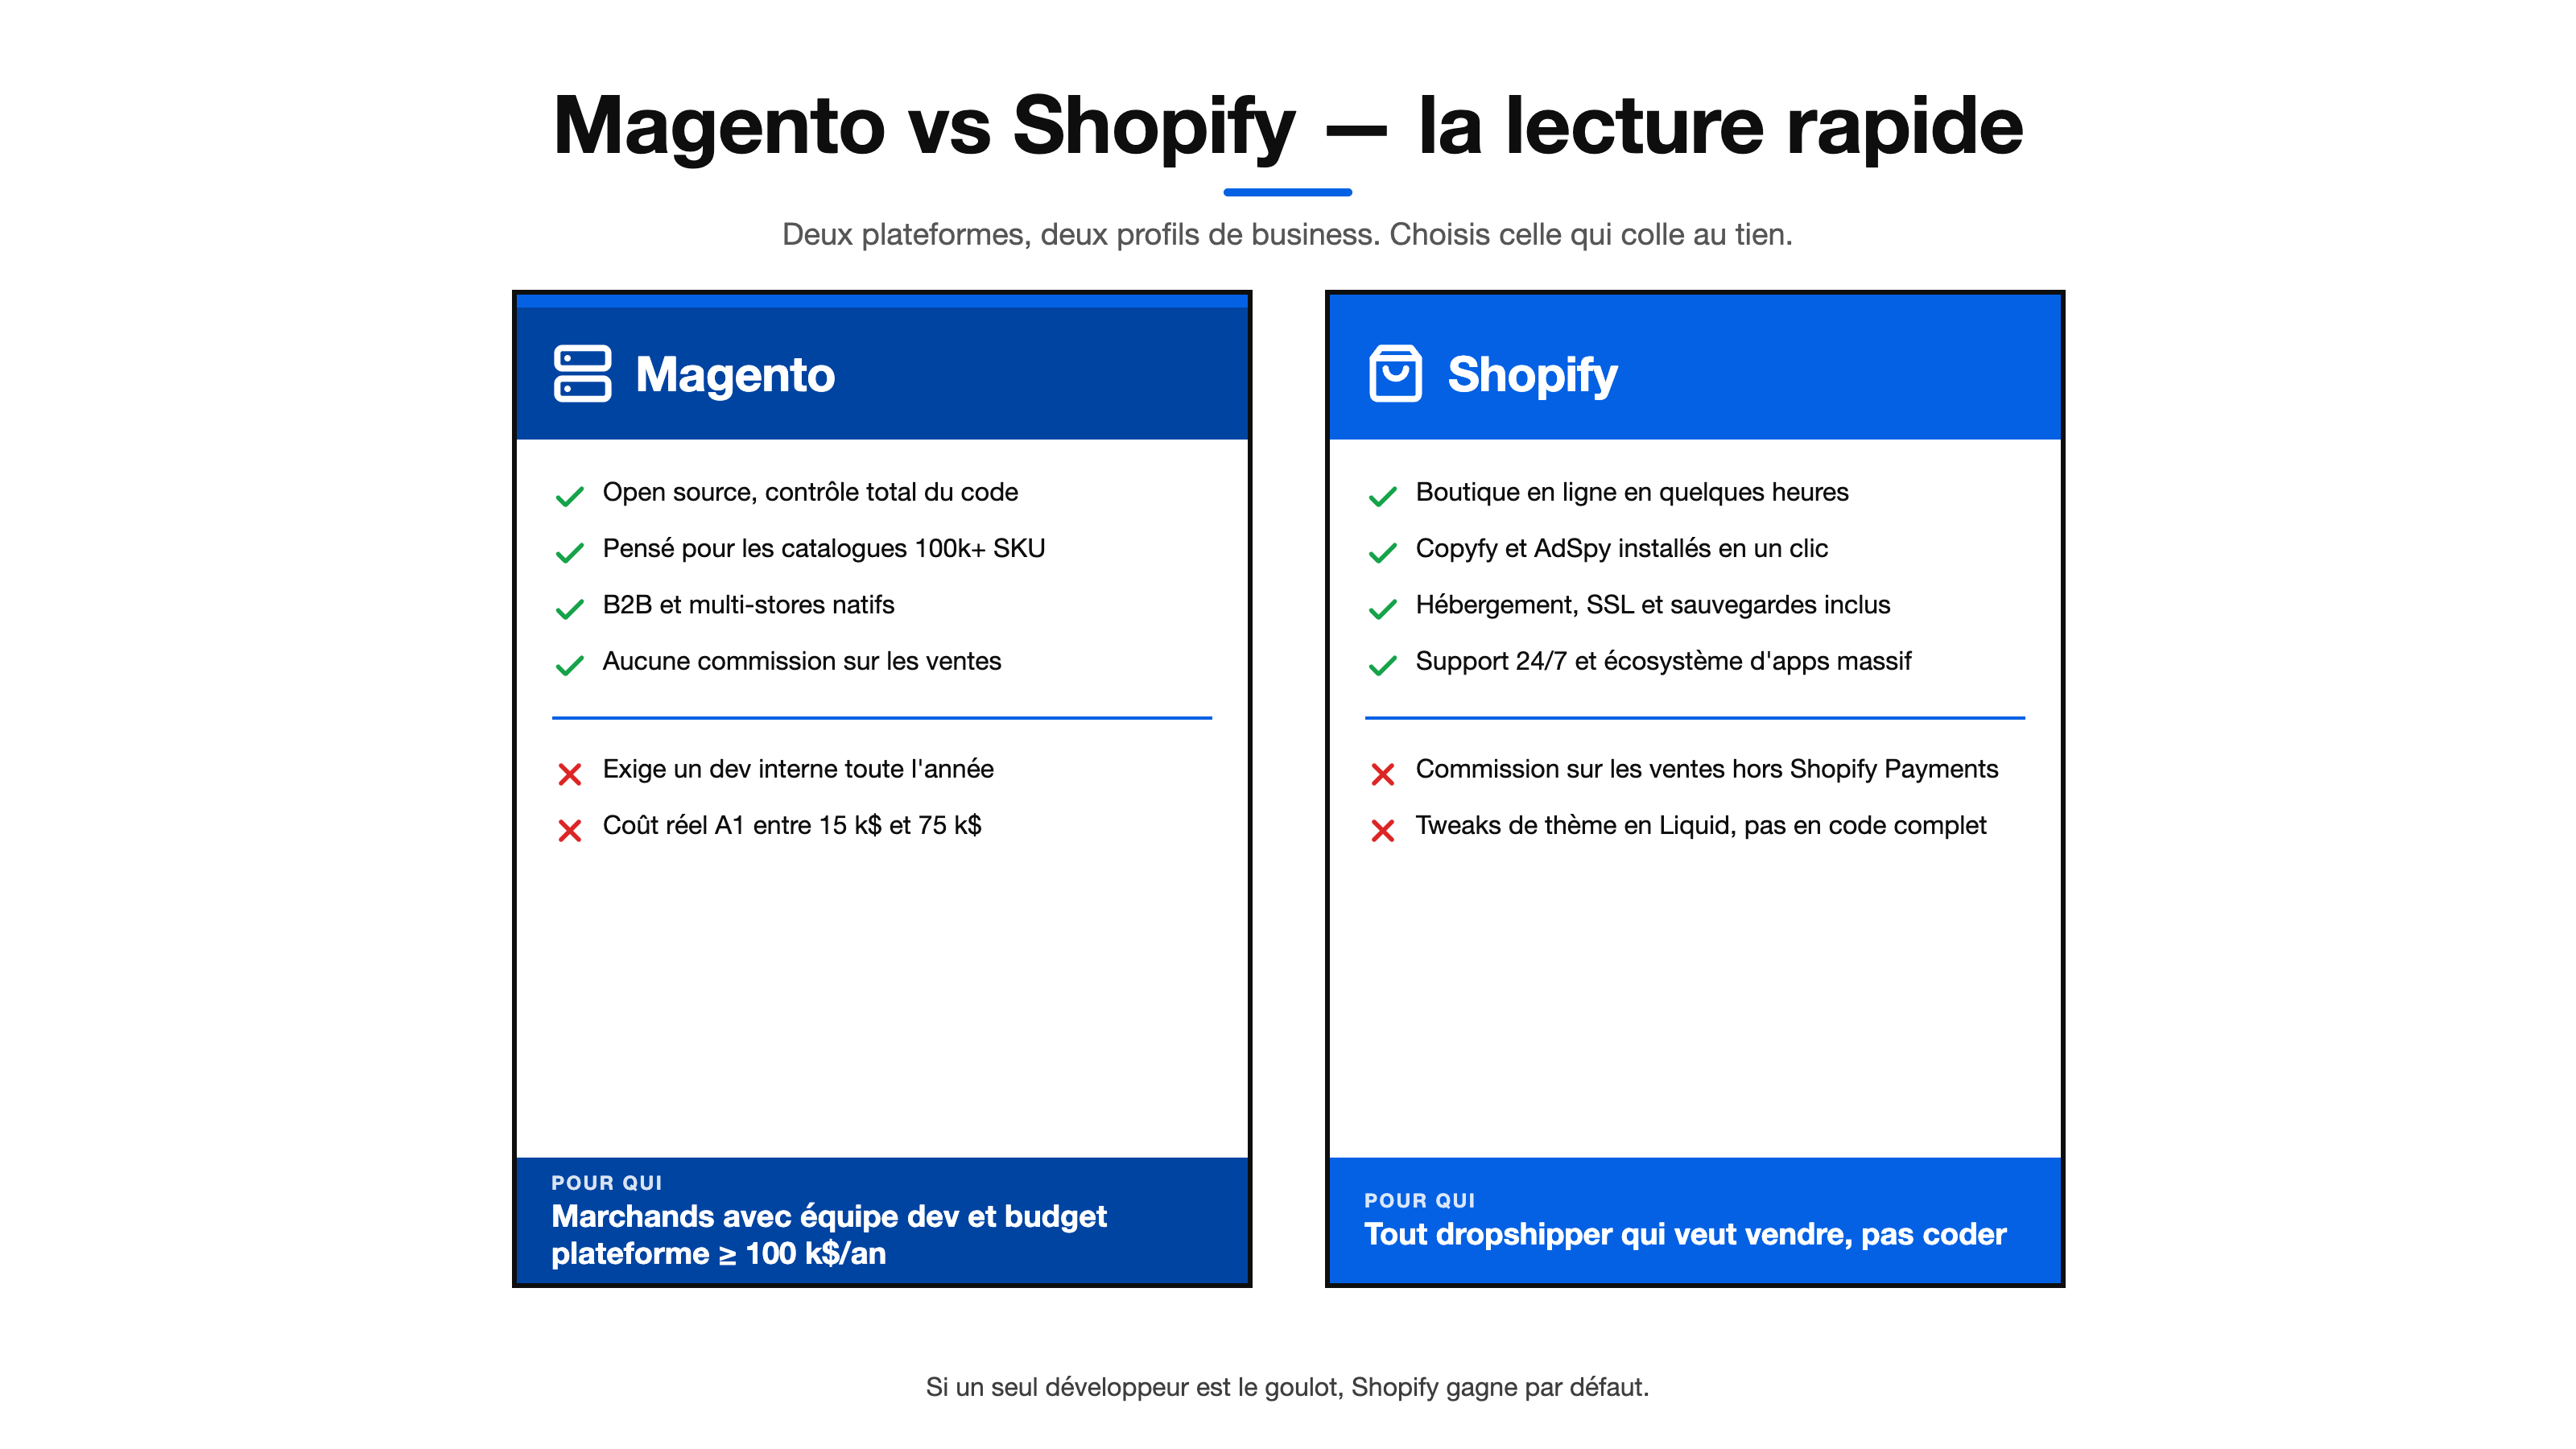 Magento vs Shopify — la lecture rapide
Deux plateformes, deux profils de business. Choisis celle qui colle au tien.
Magento
Open source, contrôle total du code
Pensé pour les catalogues 100k+ SKU
B2B et multi-stores natifs
Aucune commission sur les ventes
Exige un dev interne toute l'année
Coût réel A1 entre 15 k$ et 75 k$
POUR QUI
Marchands avec équipe dev et budget
plateforme ≥ 100 k$/an
Shopify
Boutique en ligne en quelques heures
Copyfy et AdSpy installés en un clic
Hébergement, SSL et sauvegardes inclus
Support 24/7 et écosystème d'apps massif
Commission sur les ventes hors Shopify Payments
Tweaks de thème en Liquid, pas en code complet
POUR QUI
Tout dropshipper qui veut vendre, pas coder
Si un seul développeur est le goulot, Shopify gagne par défaut.